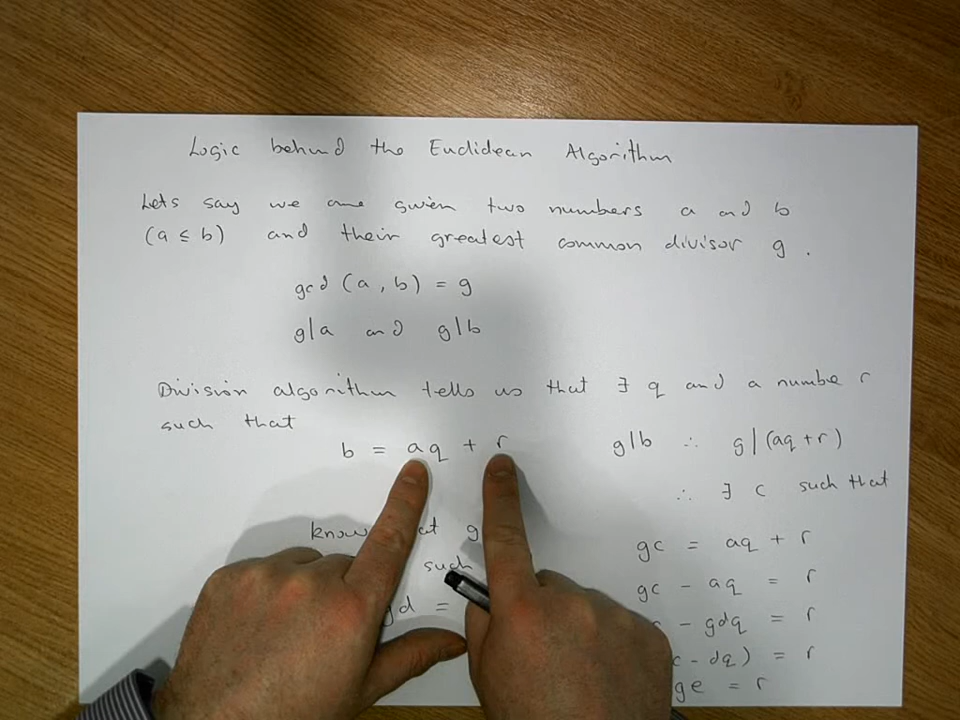 Logic behind the Euclidean Algorithm
Lets say we are given two numbers a and b
(a ≤ b) and their greatest common divisor g .
gcd (a , b) = g
g|a and g|b
Division algorithm tells us that ∃ q and a number r
such that
b = aq + r
g|b ∴ g|(aq + r)
∴ ∃ c such that
know g
such
gd =
gc = aq + r
gc - aq = r
- gdq = r
c - dq) = r
ge = r